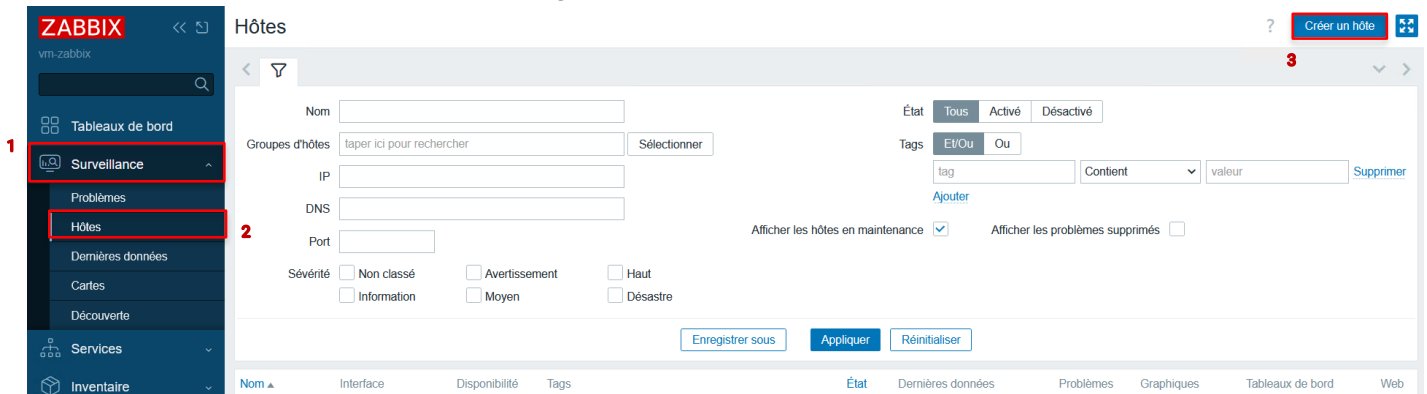 ZABBIX
Hôtes
?
Créer un hôte
vm-zabbix
3
Nom
État
Tous
Activé
Désactivé
Tableaux de bord
Groupes d'hôtes
taper ici pour rechercher
Sélectionner
Tags
Et/Ou
Ou
1
Surveillance
IP
tag
Contient
valeur
Supprimer
Problèmes
Ajouter
DNS
Hôtes
2
Port
Afficher les hôtes en maintenance
Afficher les problèmes supprimés
Dernières données
Sévérité
Non classé
Avertissement
Haut
Cartes
Information
Moyen
Désastre
Découverte
Enregistrer sous
Appliquer
Réinitialiser
Services
Inventaire
Nom
Interface
Disponibilité
Tags
État
Dernières données
Problèmes
Graphiques
Tableaux de bord
Web